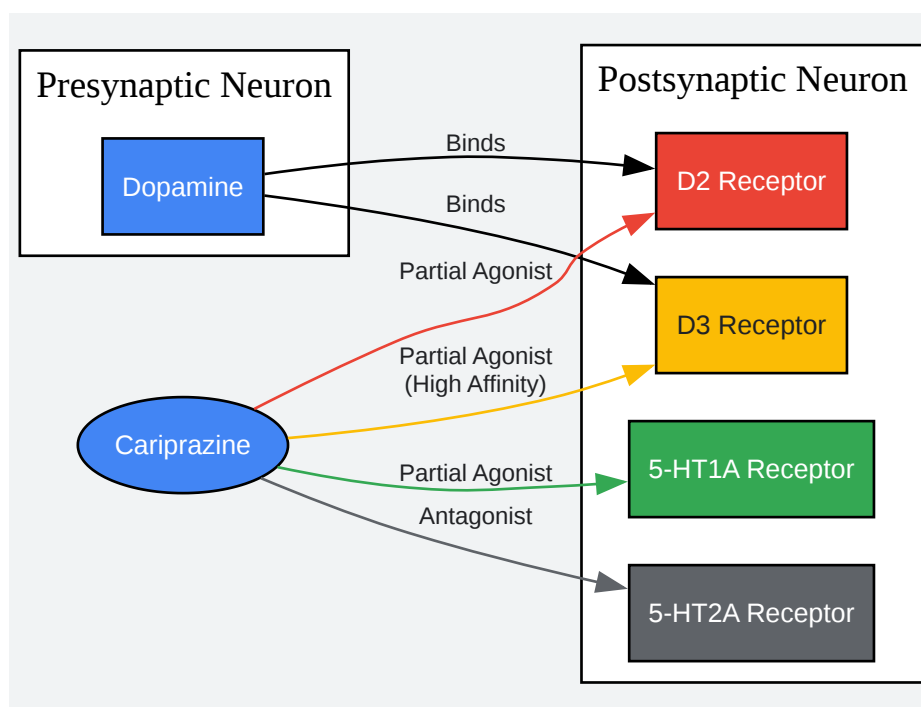 Presynaptic Neuron
Postsynaptic Neuron
Dopamine
Binds
Binds
D2 Receptor
Partial Agonist
D3 Receptor
Partial Agonist
(High Affinity)
Cariprazine
Partial Agonist
5-HT1A Receptor
Antagonist
5-HT2A Receptor